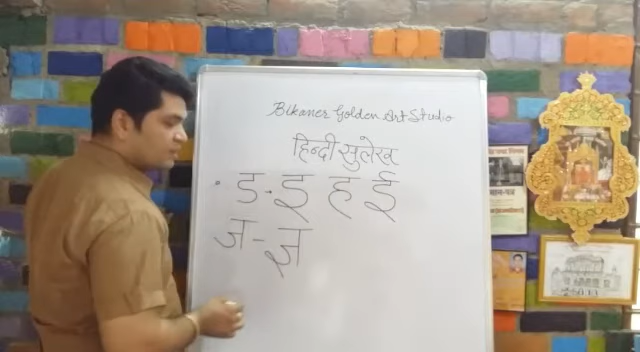 Bikaner Golden Art Studio
हिन्दी सुलेख
. ड - इ ह ई
ज - ज्ञ